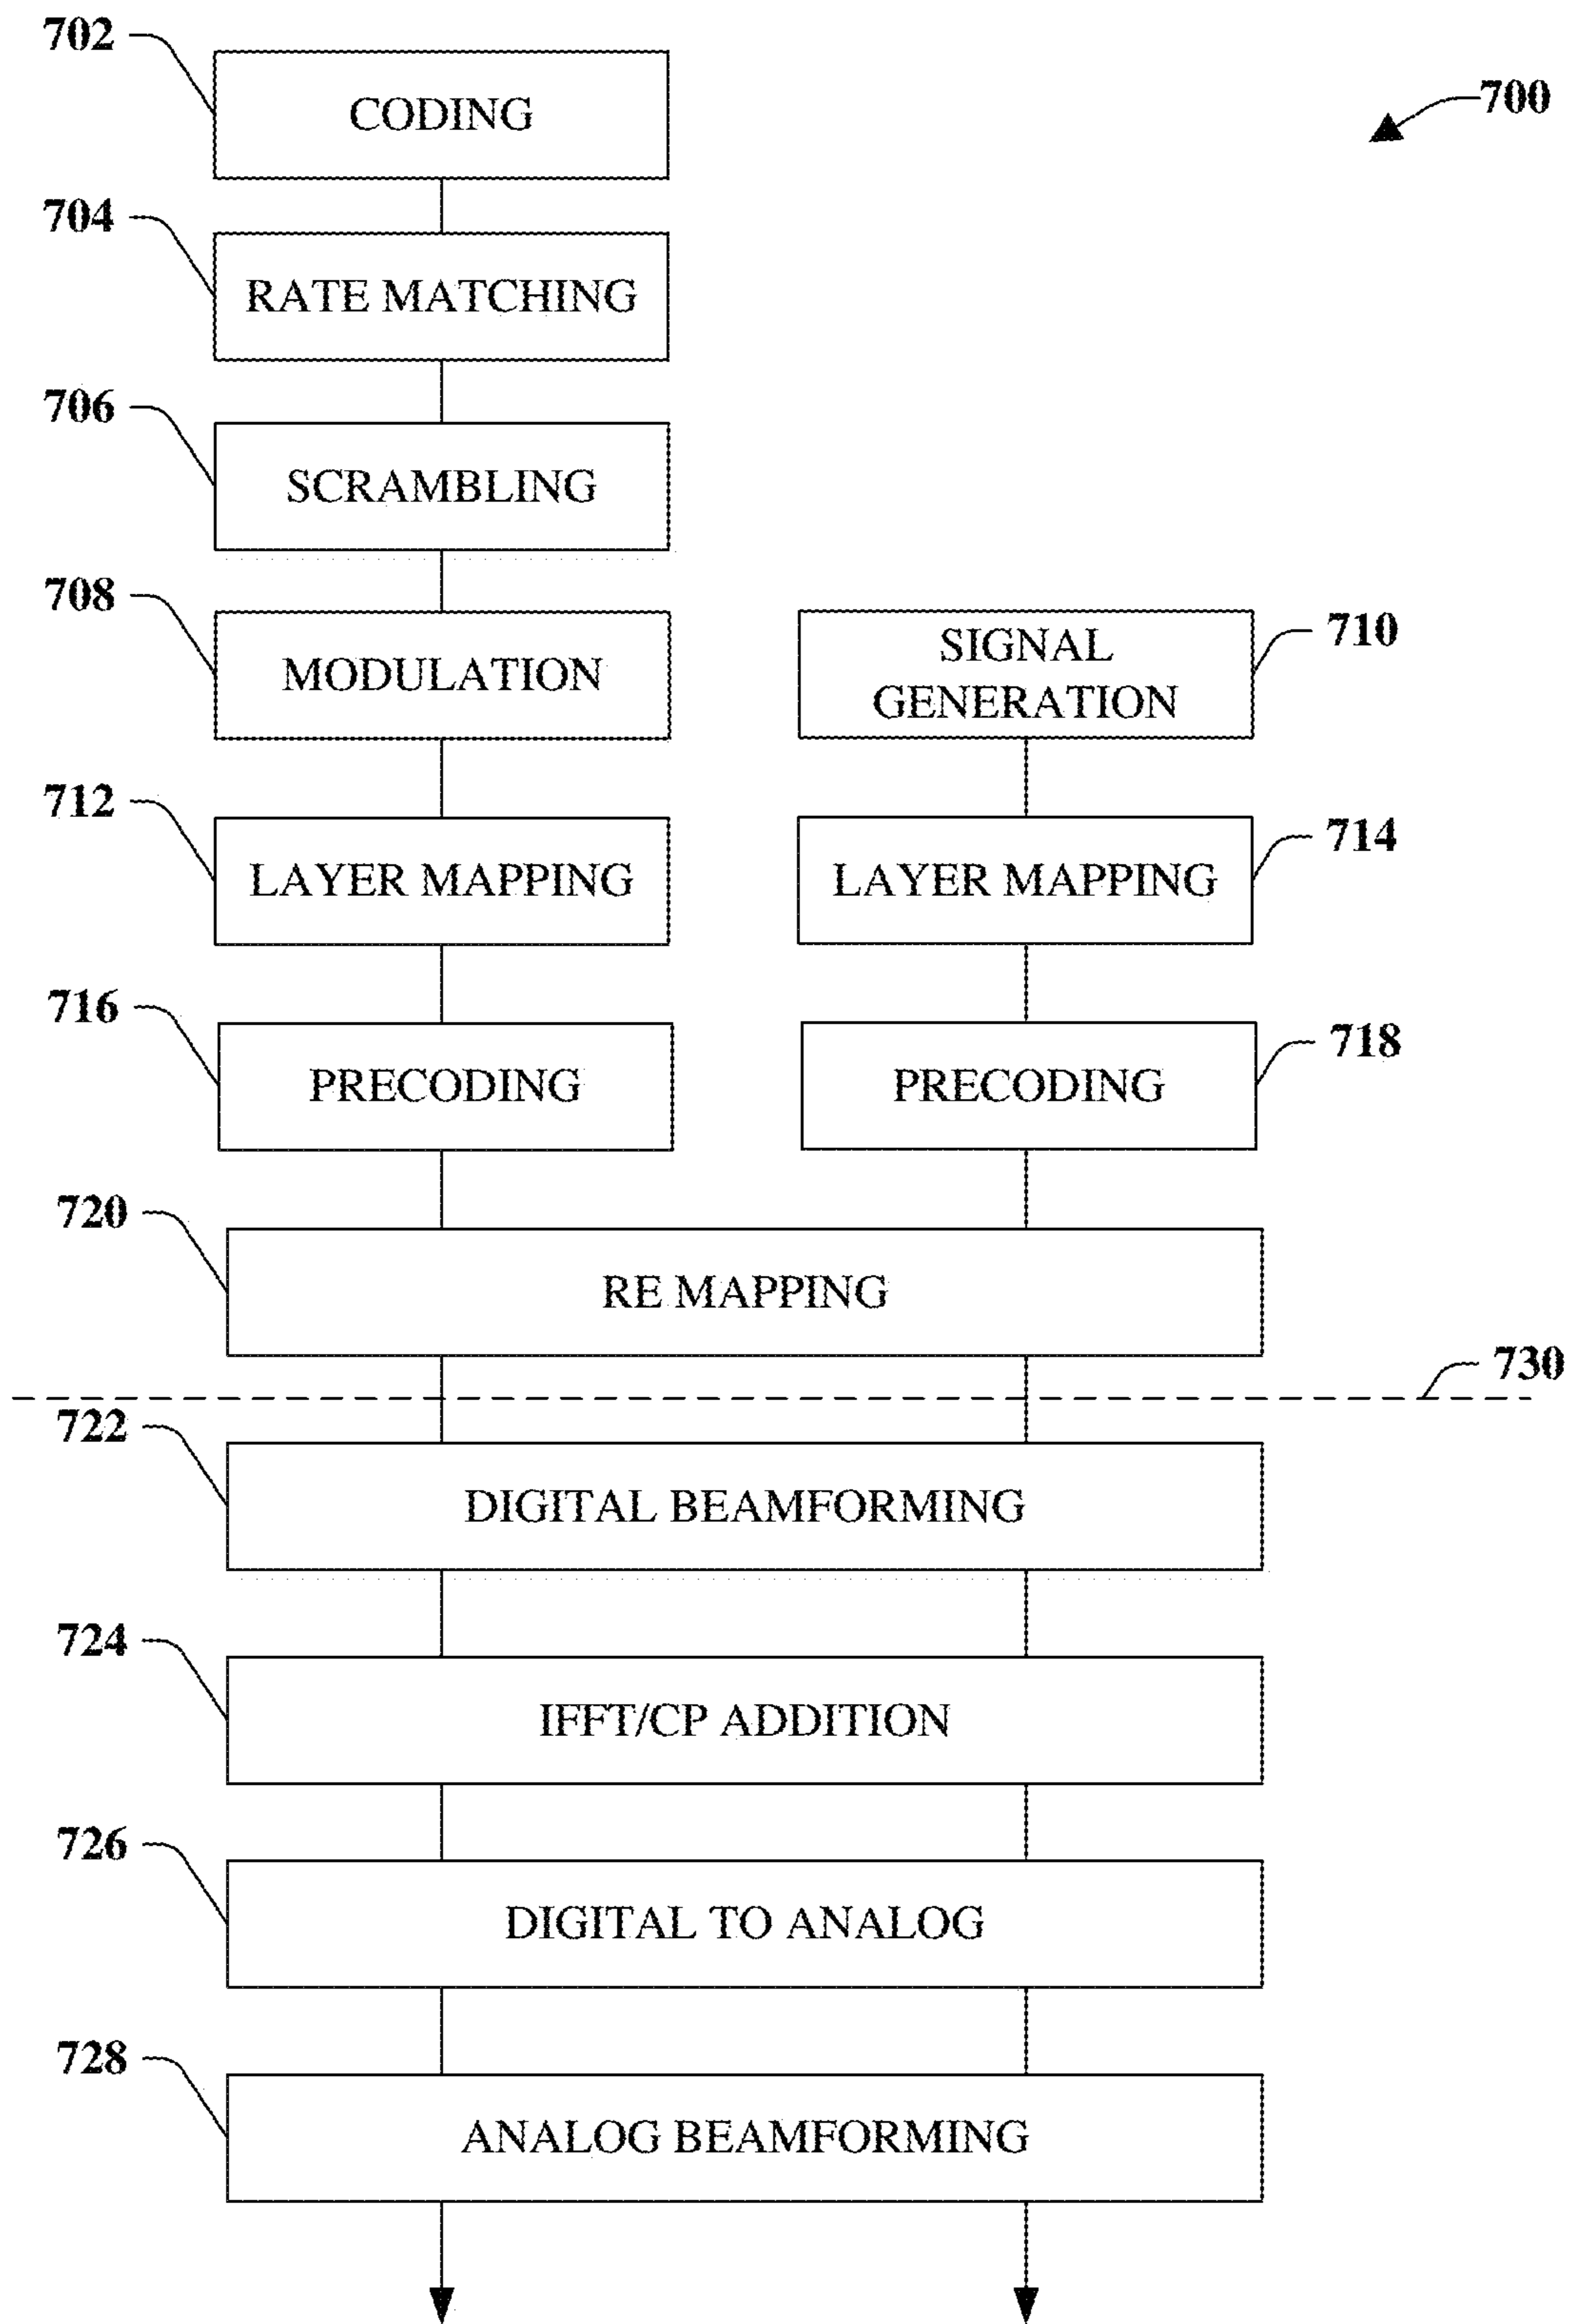 702
CODING
700
704
RATE MATCHING
706
SCRAMBLING
708
MODULATION
SIGNAL
GENERATION
710
712
LAYER MAPPING
LAYER MAPPING
714
716
PRECODING
PRECODING
718
720
RE MAPPING
730
722
DIGITAL BEAMFORMING
724
IFFT/CP ADDITION
726
DIGITAL TO ANALOG
728
ANALOG BEAMFORMING